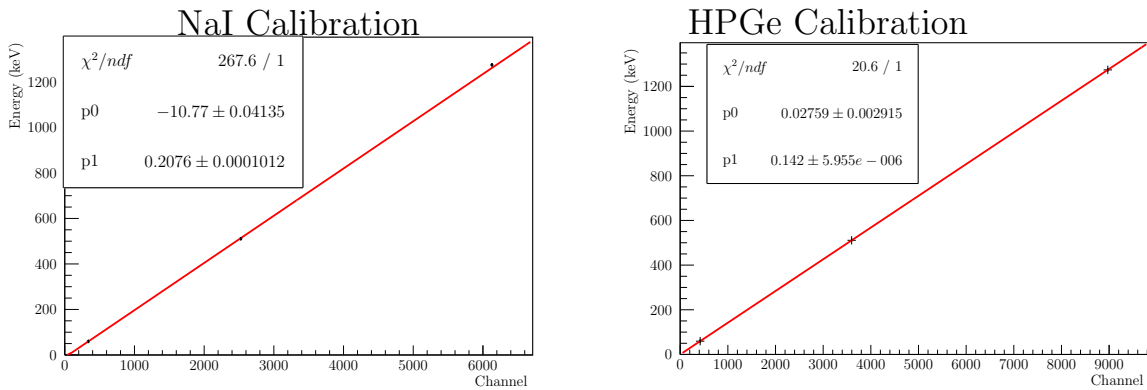 NaI Calibration
Energy (keV)
χ²/ndf 267.6 / 1
p0 −10.77 ± 0.04135
p1 0.2076 ± 0.0001012
1200
1000
800
600
400
200
0
0 1000 2000 3000 4000 5000 6000
Channel
HPGe Calibration
Energy (keV)
χ²/ndf 20.6 / 1
p0 0.02759 ± 0.002915
p1 0.142 ± 5.955e − 006
1200
1000
800
600
400
200
0
0 1000 2000 3000 4000 5000 6000 7000 8000 9000
Channel